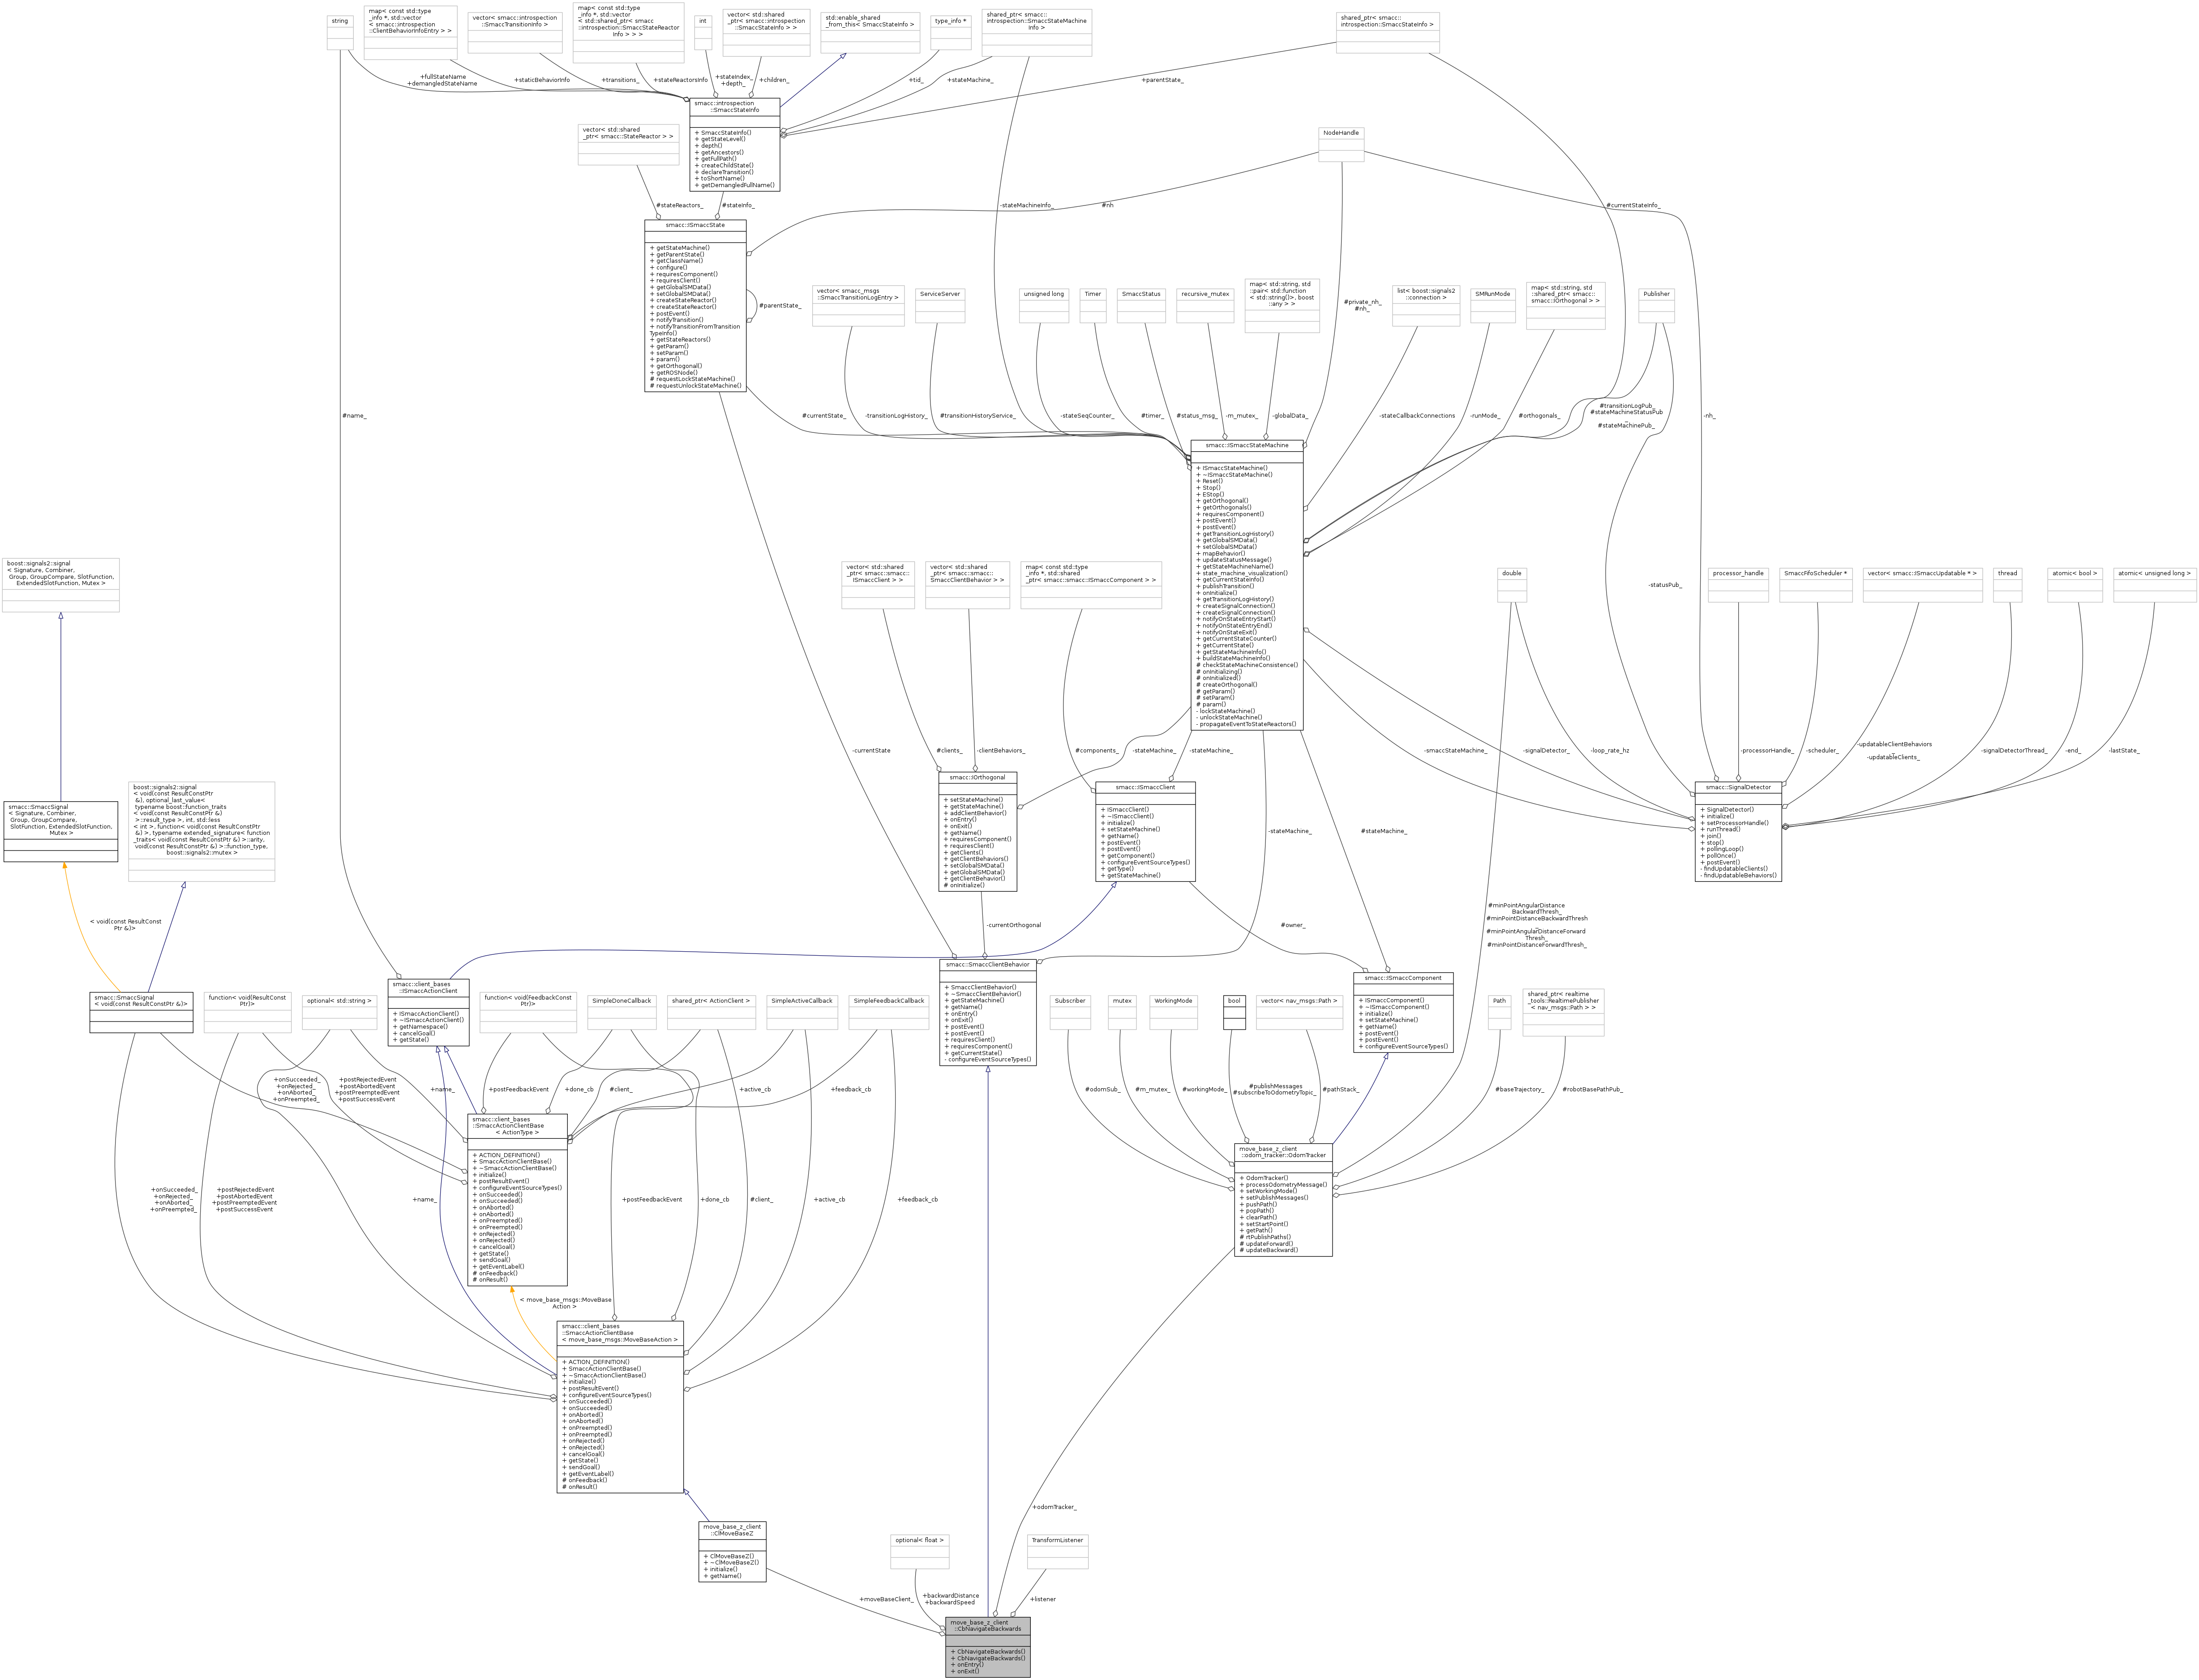 string
map< const std::type
_info *, std::vector
< smacc::introspection
::ClientBehaviorInfoEntry > >
vector< smacc::introspection
::SmaccTransitionInfo >
map< const std::type
_info *, std::vector
< std::shared_ptr< smacc
::introspection::SmaccStateReactor
Info > > >
int
vector< std::shared
_ptr< smacc::introspection
::SmaccStateInfo > >
std::enable_shared
_from_this< SmaccStateInfo >
type_info *
shared_ptr< smacc::
introspection::SmaccStateMachine
Info >
shared_ptr< smacc::
introspection::SmaccStateInfo >
+fullStateName
+demangledStateName
+staticBehaviorInfo
+transitions_
+stateReactorsInfo
+stateIndex_
+depth_
+children_
+tid_
+stateMachine_
+parentState_
smacc::introspection
::SmaccStateInfo
+ SmaccStateInfo()
+ getStateLevel()
+ depth()
+ getAncestors()
+ getFullPath()
+ createChildState()
+ declareTransition()
+ toShortName()
+ getDemangledFullName()
vector< std::shared
_ptr< smacc::StateReactor > >
NodeHandle
#stateReactors_
#stateInfo_
-stateMachineInfo_
#nh
#currentStateInfo_
smacc::ISmaccState
+ getStateMachine()
+ getParentState()
+ getClassName()
+ configure()
+ requiresComponent()
+ requiresClient()
+ getGlobalSMData()
+ setGlobalSMData()
+ createStateReactor()
+ createStateReactor()
+ postEvent()
+ notifyTransition()
+ notifyTransitionFromTransition
TypeInfo()
+ getStateReactors()
+ getParam()
+ setParam()
+ param()
+ getOrthogonal()
+ getROSNode()
# requestLockStateMachine()
# requestUnlockStateMachine()
#parentState_
vector< smacc_msgs
::SmaccTransitionLogEntry >
ServiceServer
unsigned long
Timer
SmaccStatus
recursive_mutex
map< std::string, std
::pair< std::function
< std::string()>, boost
::any > >
#private_nh_
#nh_
list< boost::signals2
::connection >
SMRunMode
map< std::string, std
::shared_ptr< smacc::
smacc::IOrthogonal > >
Publisher
#name_
#currentState_
-transitionLogHistory_
#transitionHistoryService_
-stateSeqCounter_
#timer_
#status_msg_
-m_mutex_
-globalData_
-stateCallbackConnections
-runMode_
#orthogonals_
#transitionLogPub_
#stateMachineStatusPub
_
#stateMachinePub_
-nh_
smacc::ISmaccStateMachine
+ ISmaccStateMachine()
+ ~ISmaccStateMachine()
+ Reset()
+ Stop()
+ EStop()
+ getOrthogonal()
+ getOrthogonals()
+ requiresComponent()
+ postEvent()
+ postEvent()
+ getTransitionLogHistory()
+ getGlobalSMData()
+ setGlobalSMData()
+ mapBehavior()
+ updateStatusMessage()
+ getStateMachineName()
+ state_machine_visualization()
+ getCurrentStateInfo()
+ publishTransition()
+ onInitialize()
+ getTransitionLogHistory()
+ createSignalConnection()
+ createSignalConnection()
+ notifyOnStateEntryStart()
+ notifyOnStateEntryEnd()
+ notifyOnStateExit()
+ getCurrentStateCounter()
+ getCurrentState()
+ getStateMachineInfo()
+ buildStateMachineInfo()
# checkStateMachineConsistence()
# onInitializing()
# onInitialized()
# createOrthogonal()
# getParam()
# setParam()
# param()
- lockStateMachine()
- unlockStateMachine()
- propagateEventToStateReactors()
boost::signals2::signal
< Signature, Combiner,
Group, GroupCompare, SlotFunction,
ExtendedSlotFunction, Mutex >
vector< std::shared
_ptr< smacc::smacc::
ISmaccClient > >
vector< std::shared
_ptr< smacc::smacc::
SmaccClientBehavior > >
map< const std::type
_info *, std::shared
_ptr< smacc::smacc::ISmaccComponent > >
double
processor_handle
SmaccFifoScheduler *
vector< smacc::ISmaccUpdatable * >
thread
atomic< bool >
atomic< unsigned long >
-statusPub_
-currentState
#clients_
-clientBehaviors_
#components_
-stateMachine_
-stateMachine_
-smaccStateMachine_
-signalDetector_
-loop_rate_hz
-processorHandle_
-scheduler_
-updatableClientBehaviors
_
-updatableClients_
-signalDetectorThread_
-end_
-lastState_
smacc::IOrthogonal
+ setStateMachine()
+ getStateMachine()
+ addClientBehavior()
+ onEntry()
+ onExit()
+ getName()
+ requiresComponent()
+ requiresClient()
+ getClients()
+ getClientBehaviors()
+ setGlobalSMData()
+ getGlobalSMData()
+ getClientBehavior()
# onInitialize()
smacc::ISmaccClient
+ ISmaccClient()
+ ~ISmaccClient()
+ initialize()
+ setStateMachine()
+ getName()
+ postEvent()
+ postEvent()
+ getComponent()
+ configureEventSourceTypes()
+ getType()
+ getStateMachine()
smacc::SignalDetector
+ SignalDetector()
+ initialize()
+ setProcessorHandle()
+ runThread()
+ join()
+ stop()
+ pollingLoop()
+ pollOnce()
+ postEvent()
- findUpdatableClients()
- findUpdatableBehaviors()
smacc::SmaccSignal
< Signature, Combiner,
Group, GroupCompare,
SlotFunction, ExtendedSlotFunction,
Mutex >
boost::signals2::signal
< void(const ResultConstPtr
&), optional_last_value<
typename boost::function_traits
< void(const ResultConstPtr &)
>::result_type >, int, std::less
< int >, function< void(const ResultConstPtr
&) >, typename extended_signature< function
_traits< void(const ResultConstPtr &) >::arity,
void(const ResultConstPtr &) >::function_type,
boost::signals2::mutex >
-stateMachine_
#stateMachine_
< void(const ResultConst
Ptr &)>
-currentOrthogonal
#owner_
#minPointAngularDistance
BackwardThresh_
#minPointDistanceBackwardThresh
_
#minPointAngularDistanceForward
Thresh_
#minPointDistanceForwardThresh_
smacc::SmaccSignal
< void(const ResultConstPtr &)>
function< void(ResultConst
Ptr)>
optional< std::string >
smacc::client_bases
::ISmaccActionClient
+ ISmaccActionClient()
+ ~ISmaccActionClient()
+ getNamespace()
+ cancelGoal()
+ getState()
function< void(FeedbackConst
Ptr)>
SimpleDoneCallback
shared_ptr< ActionClient >
SimpleActiveCallback
SimpleFeedbackCallback
smacc::SmaccClientBehavior
+ SmaccClientBehavior()
+ ~SmaccClientBehavior()
+ getStateMachine()
+ getName()
+ onEntry()
+ onExit()
+ postEvent()
+ postEvent()
+ requiresClient()
+ requiresComponent()
+ getCurrentState()
- configureEventSourceTypes()
Subscriber
mutex
WorkingMode
bool
vector< nav_msgs::Path >
smacc::ISmaccComponent
+ ISmaccComponent()
+ ~ISmaccComponent()
+ initialize()
+ setStateMachine()
+ getName()
+ postEvent()
+ postEvent()
+ configureEventSourceTypes()
Path
shared_ptr< realtime
_tools::RealtimePublisher
< nav_msgs::Path > >
+onSucceeded_
+onRejected_
+onAborted_
+onPreempted_
+postRejectedEvent
+postAbortedEvent
+postPreemptedEvent
+postSuccessEvent
+name_
+postFeedbackEvent
+done_cb
#client_
+active_cb
+feedback_cb
#odomSub_
#m_mutex_
#workingMode_
#publishMessages
#subscribeToOdometryTopic_
#pathStack_
#baseTrajectory_
#robotBasePathPub_
smacc::client_bases
::SmaccActionClientBase
< ActionType >
+ ACTION_DEFINITION()
+ SmaccActionClientBase()
+ ~SmaccActionClientBase()
+ initialize()
+ postResultEvent()
+ configureEventSourceTypes()
+ onSucceeded()
+ onSucceeded()
+ onAborted()
+ onAborted()
+ onPreempted()
+ onPreempted()
+ onRejected()
+ onRejected()
+ cancelGoal()
+ getState()
+ sendGoal()
+ getEventLabel()
# onFeedback()
# onResult()
move_base_z_client
::odom_tracker::OdomTracker
+ OdomTracker()
+ processOdometryMessage()
+ setWorkingMode()
+ setPublishMessages()
+ pushPath()
+ popPath()
+ clearPath()
+ setStartPoint()
+ getPath()
# rtPublishPaths()
# updateForward()
# updateBackward()
+onSucceeded_
+onRejected_
+onAborted_
+onPreempted_
+postRejectedEvent
+postAbortedEvent
+postPreemptedEvent
+postSuccessEvent
+name_
+postFeedbackEvent
+done_cb
#client_
+active_cb
+feedback_cb
< move_base_msgs::MoveBase
Action >
smacc::client_bases
::SmaccActionClientBase
< move_base_msgs::MoveBaseAction >
+ ACTION_DEFINITION()
+ SmaccActionClientBase()
+ ~SmaccActionClientBase()
+ initialize()
+ postResultEvent()
+ configureEventSourceTypes()
+ onSucceeded()
+ onSucceeded()
+ onAborted()
+ onAborted()
+ onPreempted()
+ onPreempted()
+ onRejected()
+ onRejected()
+ cancelGoal()
+ getState()
+ sendGoal()
+ getEventLabel()
# onFeedback()
# onResult()
+odomTracker_
move_base_z_client
::ClMoveBaseZ
+ ClMoveBaseZ()
+ ~ClMoveBaseZ()
+ initialize()
+ getName()
optional< float >
TransformListener
+moveBaseClient_
+backwardDistance
+backwardSpeed
+listener
move_base_z_client
::CbNavigateBackwards
+ CbNavigateBackwards()
+ CbNavigateBackwards()
+ onEntry()
+ onExit()